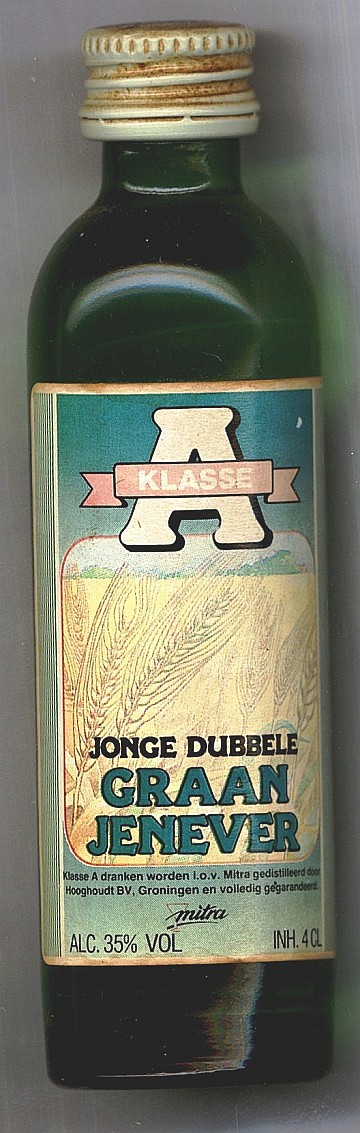 A
KLASSE
JONGE DUBBELE
GRAAN
JENEVER
Klasse A dranken worden i.o.v. Mitra gedistilleerd door
Hooghoudt BV, Groningen en volledig gegarandeerd.
mitra
ALC. 35% VOL INH. 4 CL